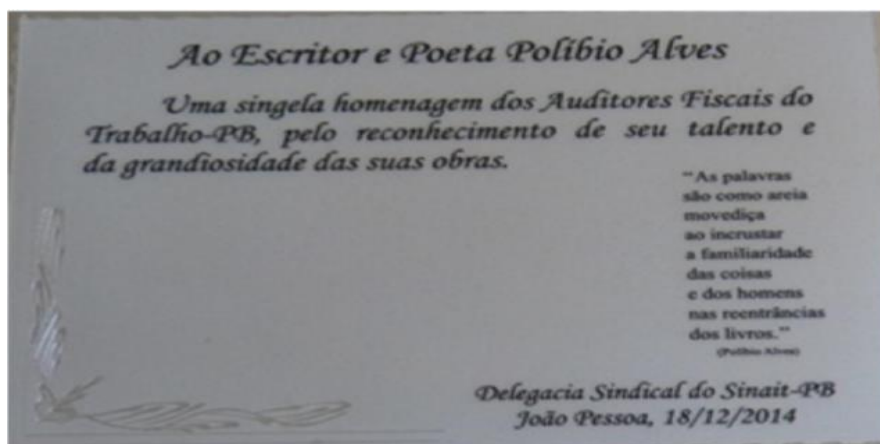 Ao Escritor e Poeta Políbio Alves
Uma singela homenagem dos Auditores Fiscais do
Trabalho-PB, pelo reconhecimento de seu talento e
da grandiosidade das suas obras.
"As palavras
são como areia
movediça
ao incrustar
a familiaridade
das coisas
e dos homens
nas reentrâncias
dos livros."
(Políbio Alves)
Delegacia Sindical do Sinait-PB
João Pessoa, 18/12/2014